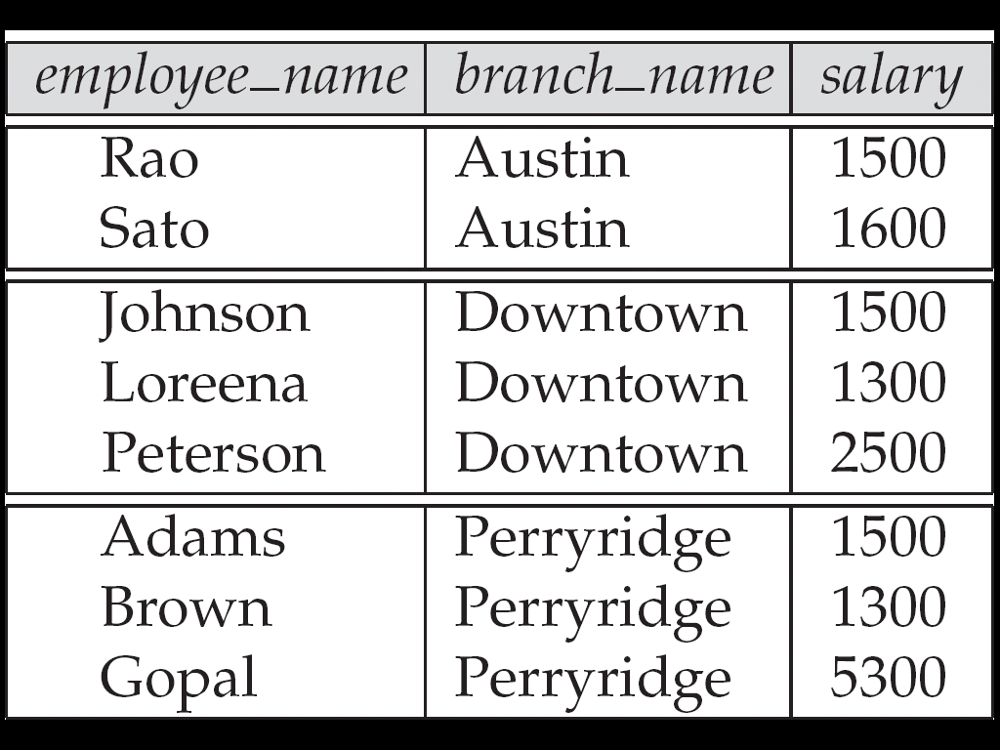 employee_name branch_name salary
Rao Austin 1500
Sato Austin 1600
Johnson Downtown 1500
Loreena Downtown 1300
Peterson Downtown 2500
Adams Perryridge 1500
Brown Perryridge 1300
Gopal Perryridge 5300